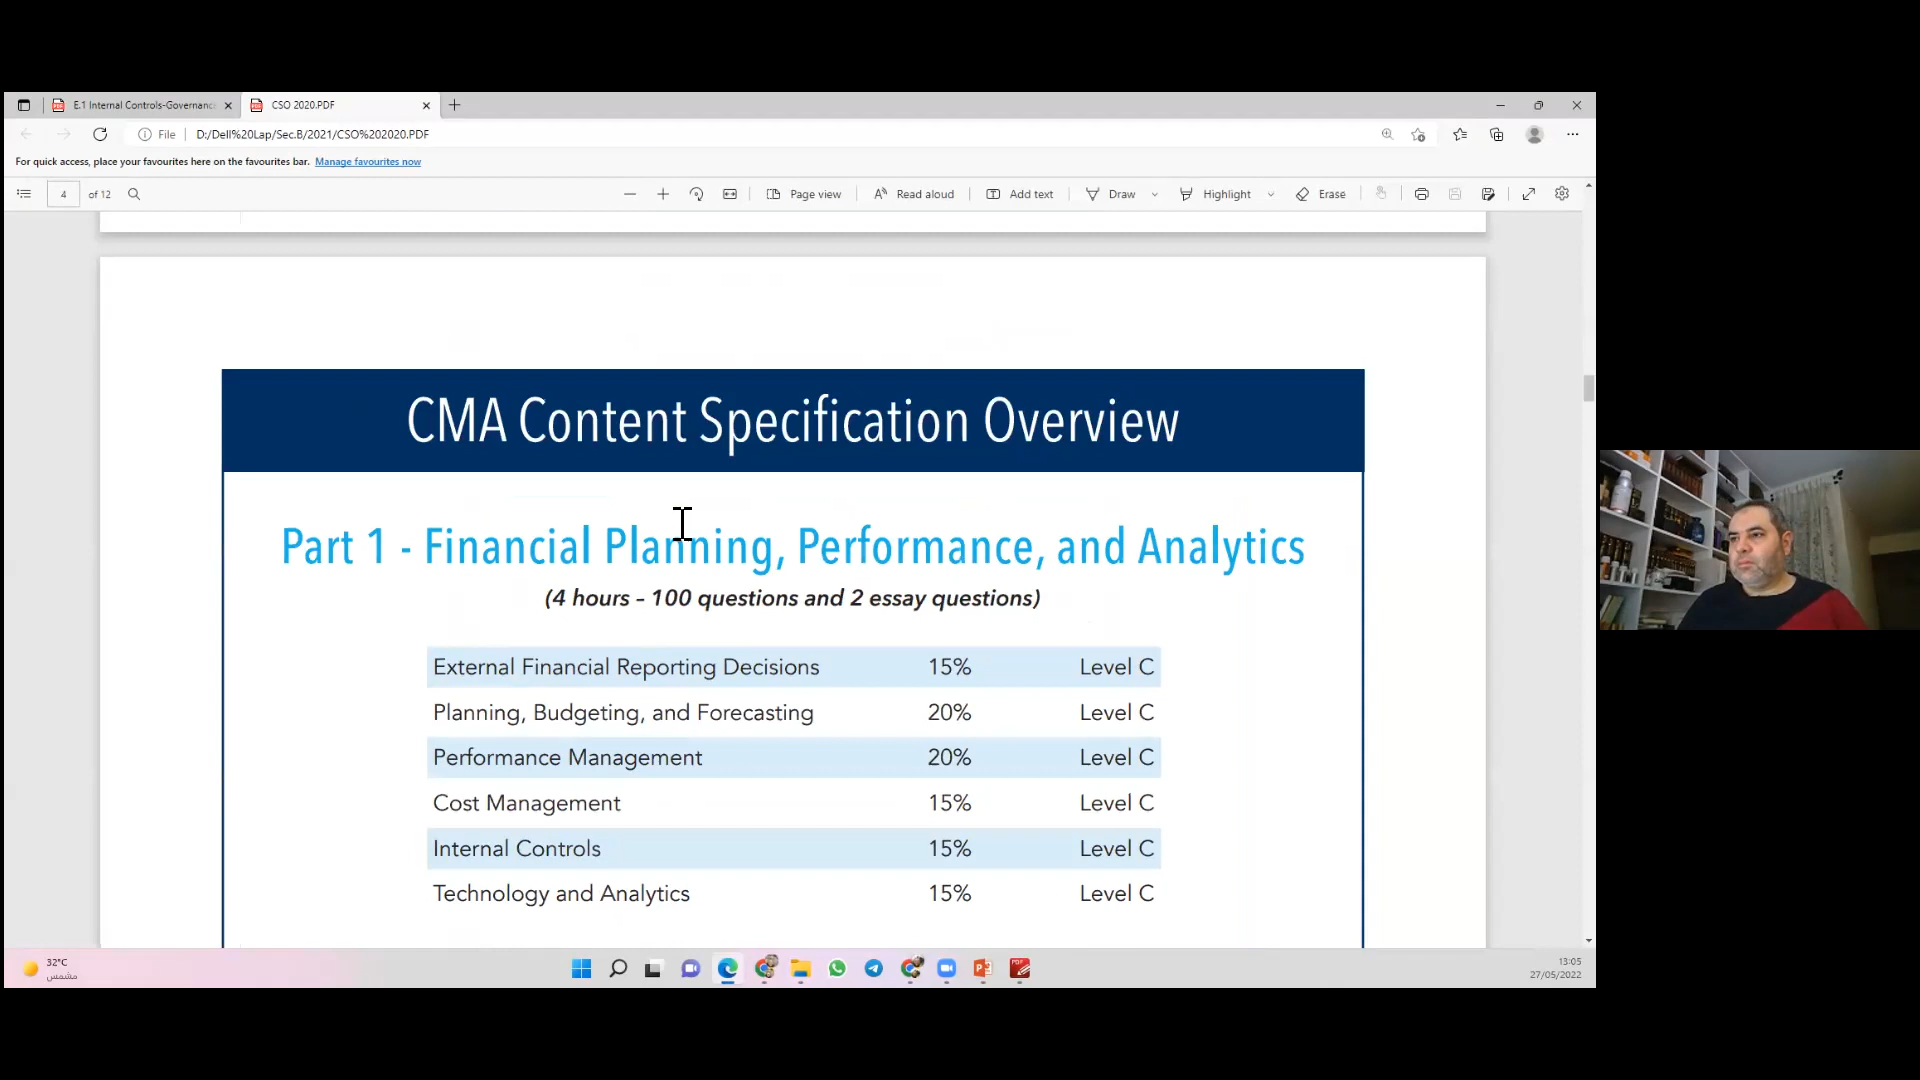 E.1 Internal Controls-Governanc
CSO 2020.PDF
File
D:/Dell%20Lap/Sec.B/2021/CSO%202020.PDF
For quick access, place your favourites here on the favourites bar. Manage favourites now
4 of 12
Page view
Read aloud
Add text
Draw
Highlight
Erase
CMA Content Specification Overview
Part 1 - Financial Planning, Performance, and Analytics
(4 hours – 100 questions and 2 essay questions)
External Financial Reporting Decisions 15% Level C
Planning, Budgeting, and Forecasting 20% Level C
Performance Management 20% Level C
Cost Management 15% Level C
Internal Controls 15% Level C
Technology and Analytics 15% Level C
32°C
مشمس
13:05
27/05/2022